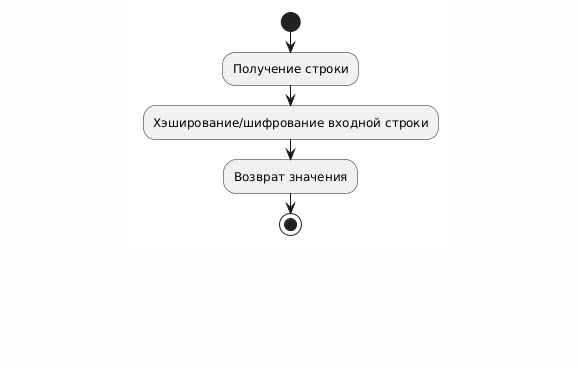 Получение строки
Хэширование/шифрование входной строки
Возврат значения